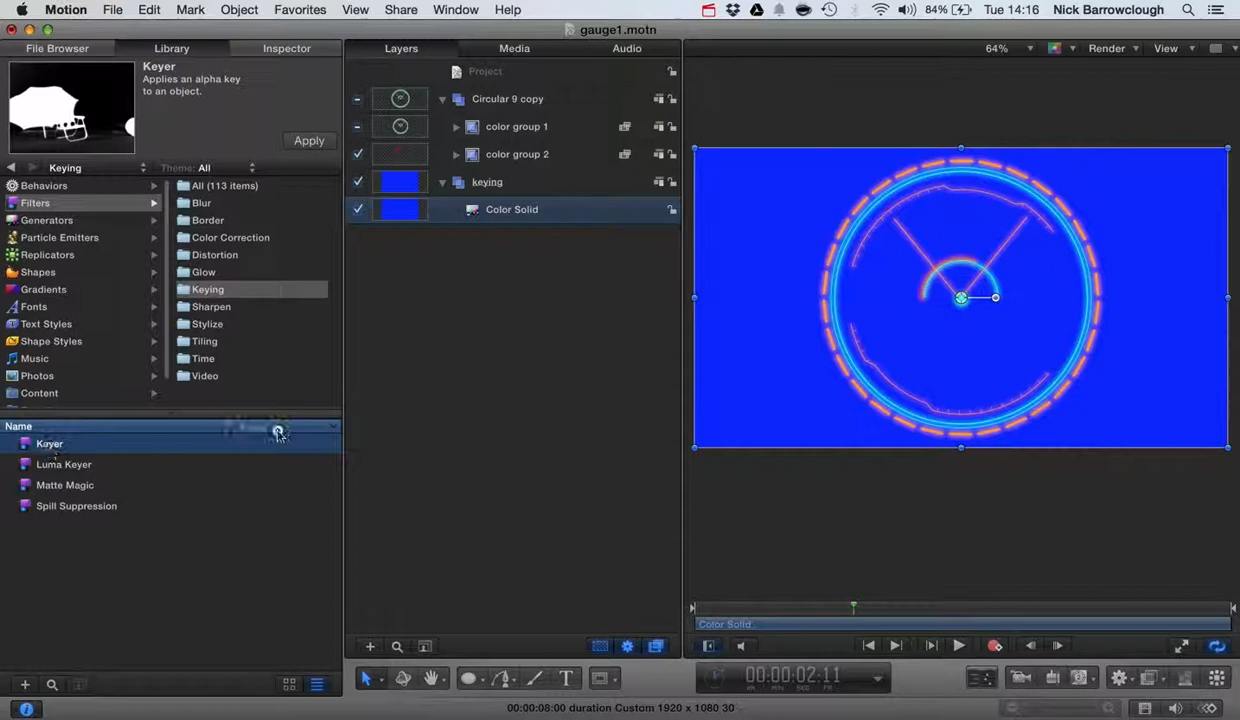 Motion File Edit Mark Object Favorites View Share Window Help 84% Tue 14:16 Nick Barrowclough
gauge1.motn
File Browser Library Inspector Layers Media Audio 64% Render View
Keyer
Applies an alpha key
to an object.
Apply
Keying Theme: All
Project
Circular 9 copy
color group 1
color group 2
keying
Color Solid
Behaviors
Filters
Generators
Particle Emitters
Replicators
Shapes
Gradients
Fonts
Text Styles
Shape Styles
Music
Photos
Content
All (113 items)
Blur
Border
Color Correction
Distortion
Glow
Keying
Sharpen
Stylize
Tiling
Time
Video
Name
Keyer
Luma Keyer
Matte Magic
Spill Suppression
Color Solid
T
00:00:02:11
HR MIN SEC FR
00:00:08:00 duration Custom 1920 x 1080 30